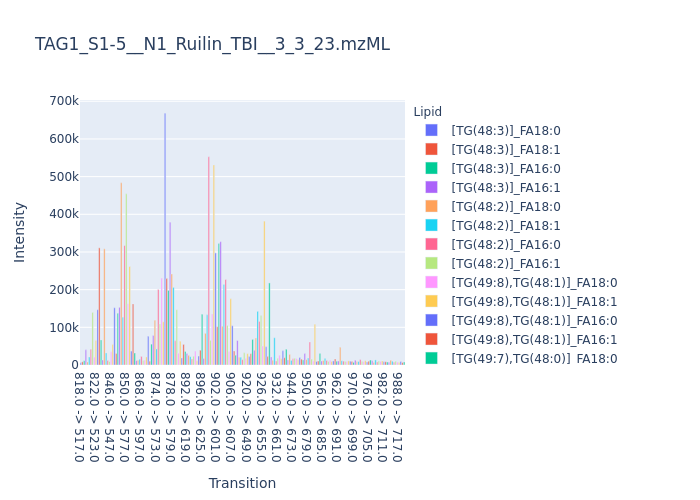 TAG1_S1-5__N1_Ruilin_TBI__3_3_23.mzML
Lipid
[TG(48:3)]_FA18:0
[TG(48:3)]_FA18:1
[TG(48:3)]_FA16:0
[TG(48:3)]_FA16:1
[TG(48:2)]_FA18:0
[TG(48:2)]_FA18:1
[TG(48:2)]_FA16:0
[TG(48:2)]_FA16:1
[TG(49:8),TG(48:1)]_FA18:0
[TG(49:8),TG(48:1)]_FA18:1
[TG(49:8),TG(48:1)]_FA16:0
[TG(49:8),TG(48:1)]_FA16:1
[TG(49:7),TG(48:0)]_FA18:0
700k
600k
500k
400k
300k
200k
100k
0
Intensity
818.0 -> 517.0
822.0 -> 523.0
846.0 -> 547.0
850.0 -> 577.0
868.0 -> 597.0
874.0 -> 573.0
878.0 -> 579.0
892.0 -> 619.0
896.0 -> 625.0
902.0 -> 601.0
906.0 -> 607.0
920.0 -> 649.0
926.0 -> 655.0
932.0 -> 661.0
944.0 -> 673.0
950.0 -> 679.0
956.0 -> 685.0
962.0 -> 691.0
970.0 -> 699.0
976.0 -> 705.0
982.0 -> 711.0
988.0 -> 717.0
Transition